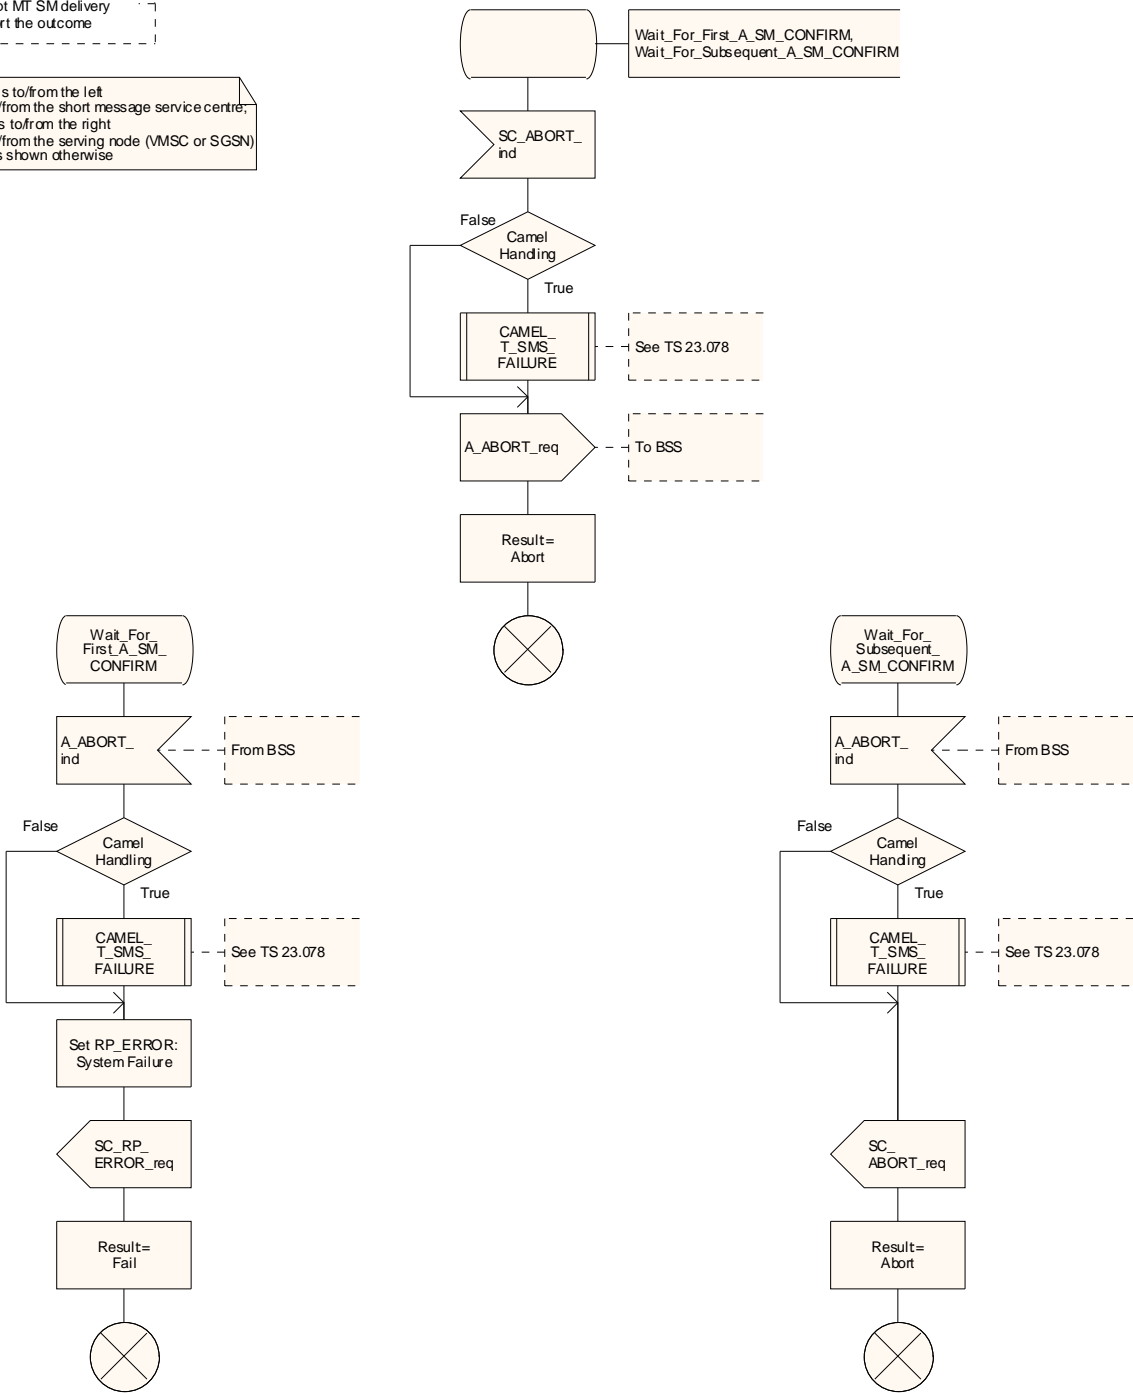 MT SM delivery
the outcome
s to/from the left
/from the short message service centre;
s to/from the right
/from the serving node (VMSC or SGSN)
s shown otherwise
Wait_For_First_A_SM_CONFIRM,
Wait_For_Subsequent_A_SM_CONFIRM
SC_ABORT_
ind
False
Camel
Handling
True
CAMEL_
T_SMS_
FAILURE
See TS 23.078
A_ABORT_req
To BSS
Result=
Abort
Wait_For_
First_A_SM_
CONFIRM
A_ABORT_
ind
From BSS
False
Camel
Handling
True
CAMEL_
T_SMS_
FAILURE
See TS 23.078
Set RP_ERROR:
System Failure
SC_RP_
ERROR_req
Result=
Fail
Wait_For_
Subsequent_
A_SM_CONFIRM
A_ABORT_
ind
From BSS
False
Camel
Handling
True
CAMEL_
T_SMS_
FAILURE
See TS 23.078
SC_
ABORT_req
Result=
Abort